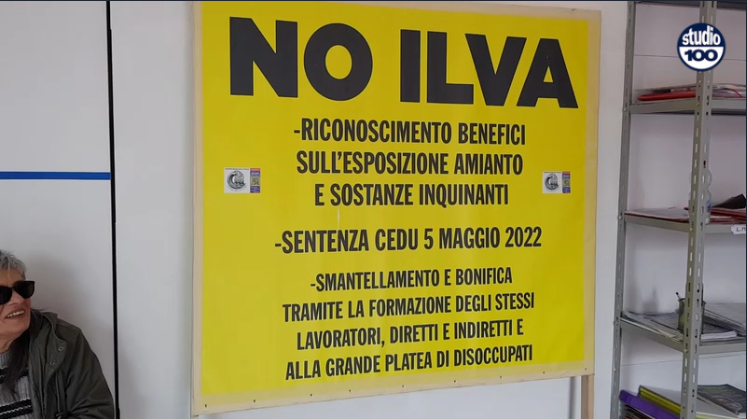 studio
100
NO ILVA
-RICONOSCIMENTO BENEFICI
SULL'ESPOSIZIONE AMIANTO
E SOSTANZE INQUINANTI
-SENTENZA CEDU 5 MAGGIO 2022
-SMANTELLAMENTO E BONIFICA
TRAMITE LA FORMAZIONE DEGLI STESSI
LAVORATORI, DIRETTI E INDIRETTI E
ALLA GRANDE PLATEA DI DISOCCUPATI